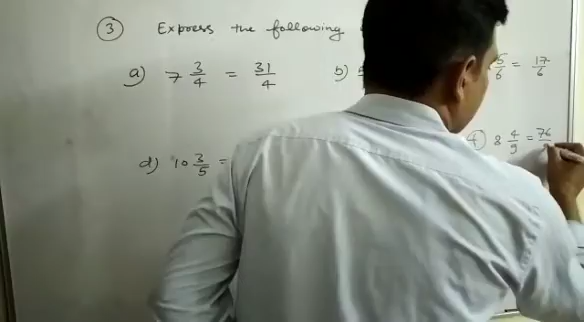 ③ Express the following
a) 7 3/4 = 31/4 b) 5/6 = 17/6
d) 10 3/5 = f) 8 4/9 = 76